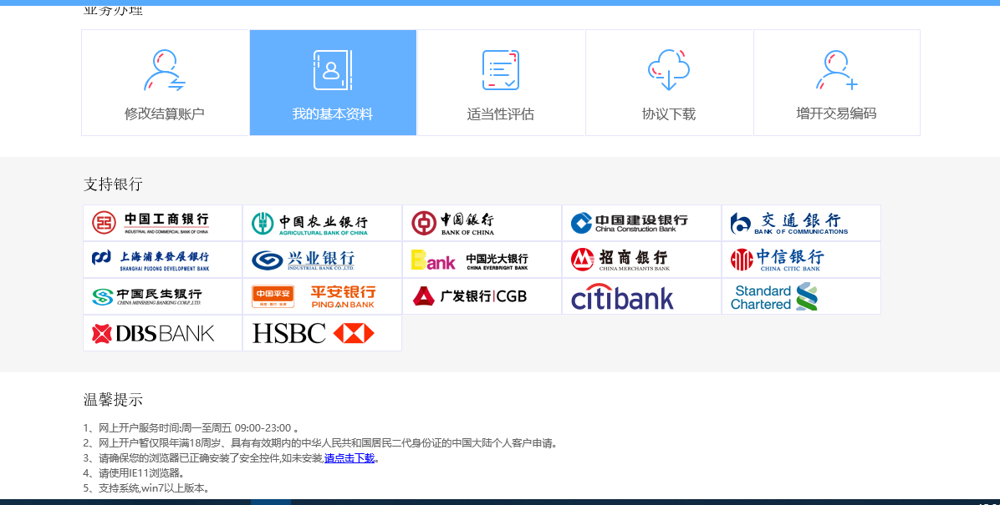 业务办理
修改结算账户
我的基本资料
适当性评估
协议下载
增开交易编码
支持银行
中国工商银行
INDUSTRIAL AND COMMERCIAL BANK OF CHINA
中国农业银行
AGRICULTURAL BANK OF CHINA
中国银行
BANK OF CHINA
中国建设银行
China Construction Bank
交通銀行
BANK OF COMMUNICATIONS
上海浦東發展銀行
SHANGHAI PUDONG DEVELOPMENT BANK
兴业银行
INDUSTRIAL BANK CO.,LTD.
Bank
中国光大银行
CHINA EVERBRIGHT BANK
招商銀行
CHINA MERCHANTS BANK
中信银行
CHINA CITIC BANK
中国民生银行
CHINA MINSHENG BANKING CORP.,LTD.
中国平安
保险·银行·投资
平安银行
PING AN BANK
广发银行|CGB
citibank
Standard
Chartered
DBS BANK
HSBC
温馨提示
1、网上开户服务时间:周一至周五 09:00-23:00 。
2、网上开户暂仅限年满18周岁、具有有效期内的中华人民共和国居民二代身份证的中国大陆个人客户申请。
3、请确保您的浏览器已正确安装了安全控件,如未安装,请点击下载。
4、请使用IE11浏览器。
5、支持系统,win7以上版本。